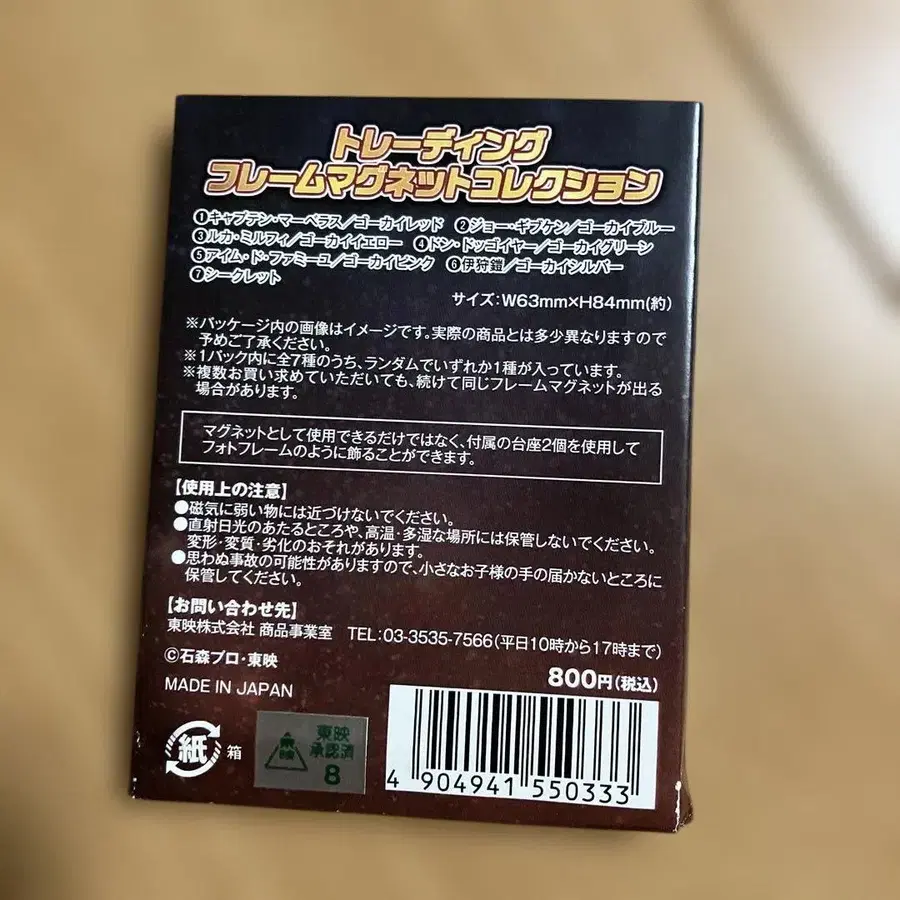 トレーディング
フレームマグネットコレクション
①キャプテン・マーベラス/ゴーカイレッド ②ジョー・ギブケン/ゴーカイブルー
③ルカ・ミルフィ/ゴーカイイエロー ④ドン・ドッゴイヤー/ゴーカイグリーン
⑤アイム・ド・ファミーユ/ゴーカイピンク ⑥伊狩鎧/ゴーカイシルバー
⑦シークレット
サイズ:W63mm×H84mm(約)
※パッケージ内の画像はイメージです。実際の商品とは多少異なりますので
予めご了承ください。
※1パック内に全7種のうち、ランダムでいずれか1種が入っています。
※複数お買い求めていただいても、続けて同じフレームマグネットが出る
場合があります。
マグネットとして使用できるだけではなく、付属の台座2個を使用して
フォトフレームのように飾ることができます。
【使用上の注意】
●磁気に弱い物には近づけないでください。
●直射日光のあたるところや、高温・多湿な場所には保管しないでください。
変形・変質・劣化のおそれがあります。
●思わぬ事故の可能性がありますので、小さなお子様の手の届かないところに
保管してください。
【お問い合わせ先】
東映株式会社 商品事業室 TEL:03-3535-7566(平日10時から17時まで)
©石森プロ・東映
800円(税込)
MADE IN JAPAN
紙 箱
東映
東映
承認済
8
4 904941 550333